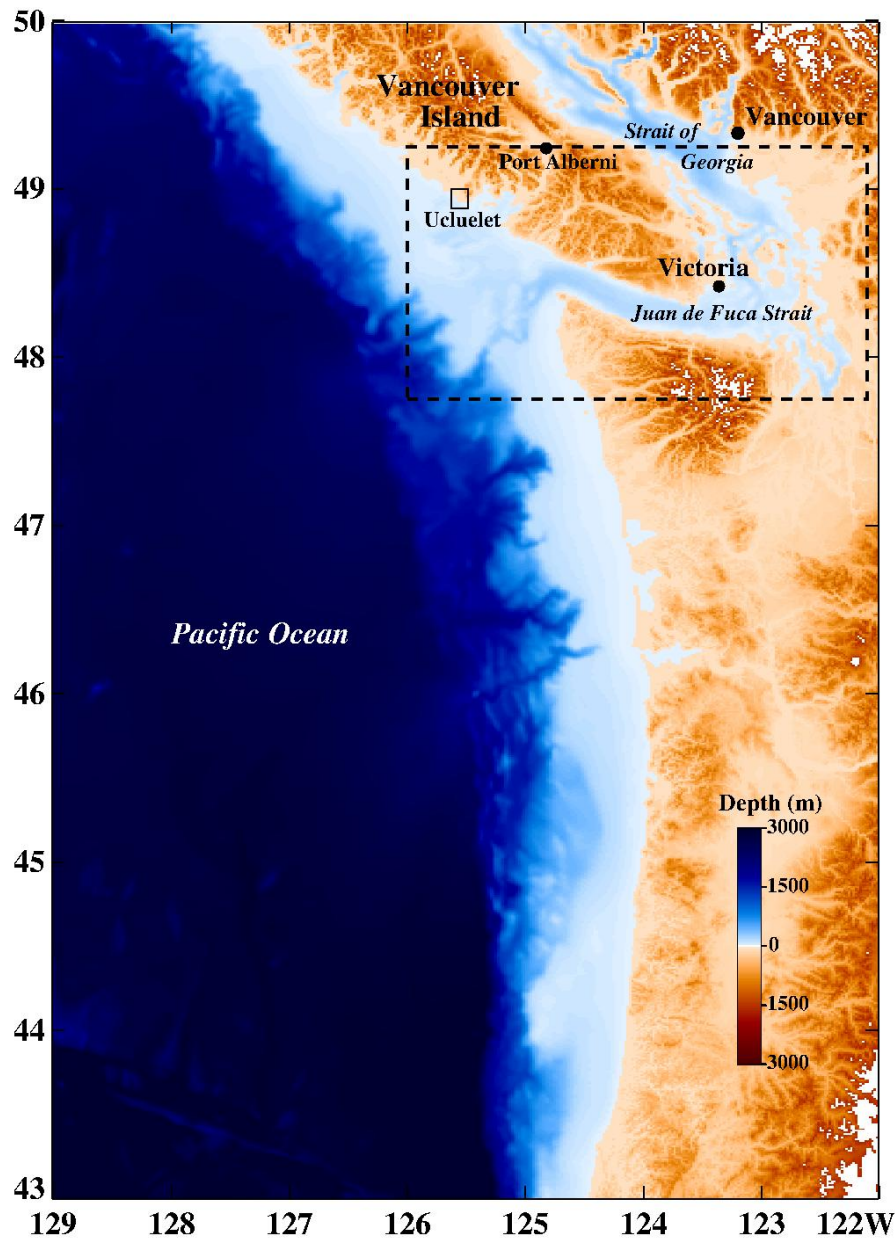 50
49
48
47
46
45
44
43
Vancouver
Island
Vancouver
Strait of
Georgia
Port Alberni
Ucluelet
Victoria
Juan de Fuca Strait
Pacific Ocean
Depth (m)
3000
1500
0
1500
3000
129
128
127
126
125
124
123
122W